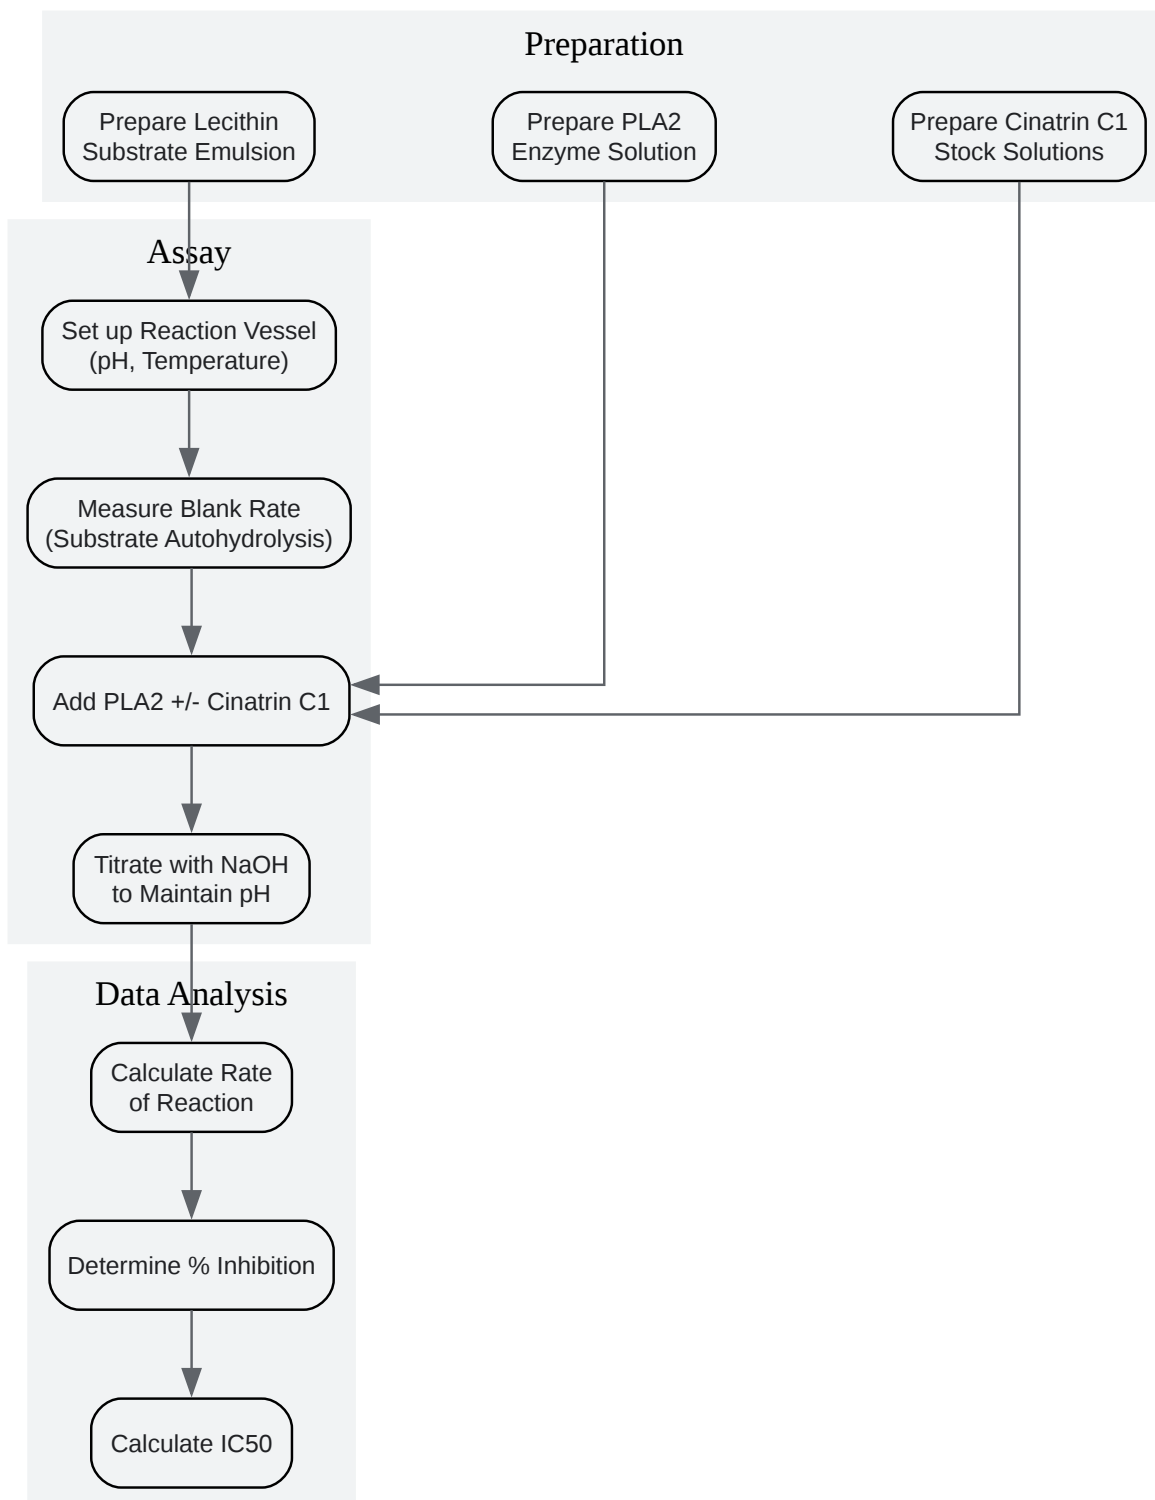 Preparation
Prepare Lecithin
Substrate Emulsion
Prepare PLA2
Enzyme Solution
Prepare Cinatrin C1
Stock Solutions
Assay
Set up Reaction Vessel
(pH, Temperature)
Measure Blank Rate
(Substrate Autohydrolysis)
Add PLA2 +/- Cinatrin C1
Titrate with NaOH
to Maintain pH
Data Analysis
Calculate Rate
of Reaction
Determine % Inhibition
Calculate IC50